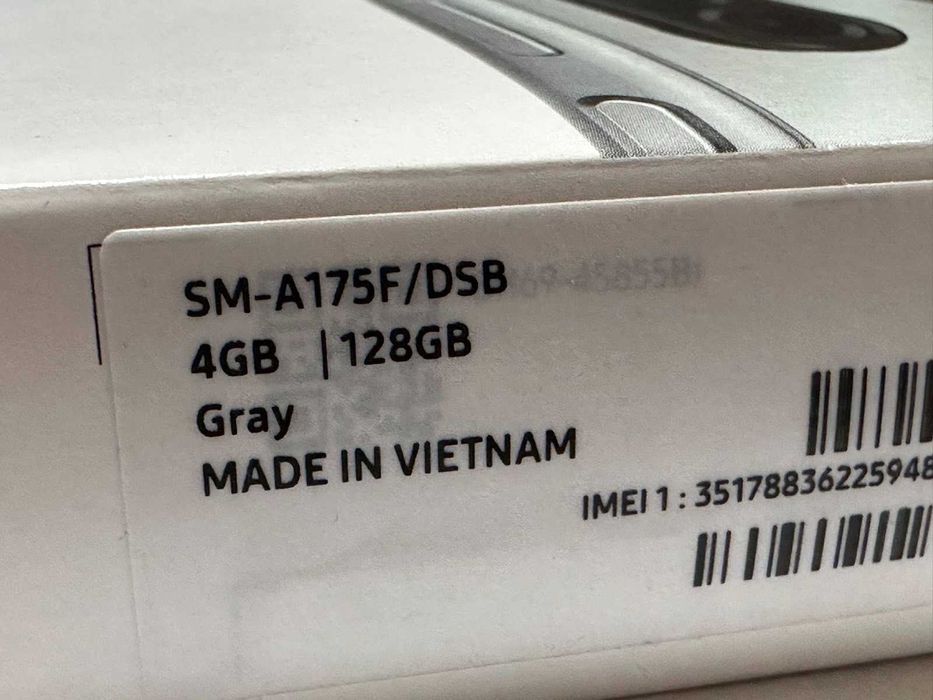 SM-A175F/DSB
4GB | 128GB
Gray
MADE IN VIETNAM
IMEI 1 : 35178836225948